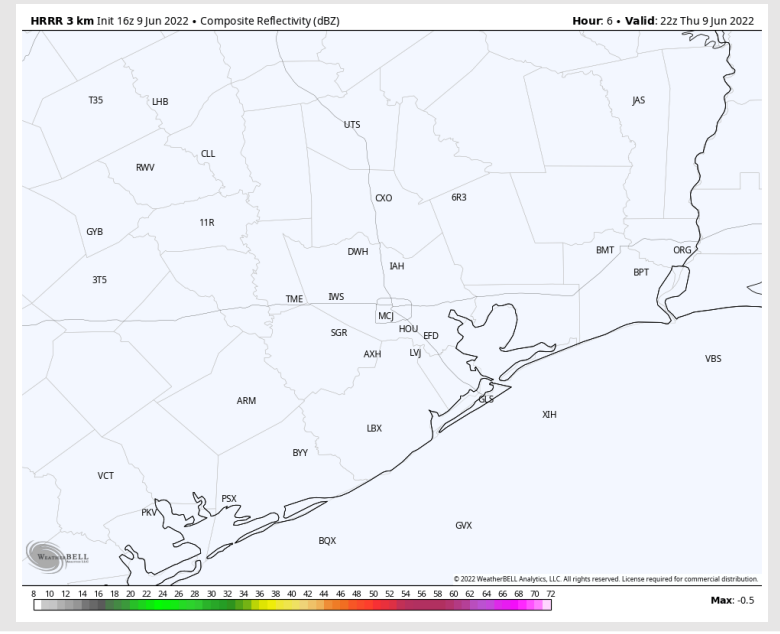 HRRR 3 km Init 16z 9 Jun 2022 • Composite Reflectivity (dBZ) Hour: 6 • Valid: 22z Thu 9 Jun 2022
T35 LHB JAS
UTS
CLL
RWV
CXO 6R3
11R
GYB
DWH BMT ORG
IAH BPT
3T5
TME IWS
MCJ
SGR HOU EFD
AXH LVJ VBS
ARM GLS
XIH
LBX
BYY
VCT
PSX
PKV
GVX
BQX
WEATHERBELL
© 2022 WeatherBELL Analytics, LLC. All rights reserved. License required for commercial distribution.
8 10 12 14 16 18 20 22 24 26 28 30 32 34 36 38 40 42 44 46 48 50 52 54 56 58 60 62 64 66 68 70 72
Max: -0.5